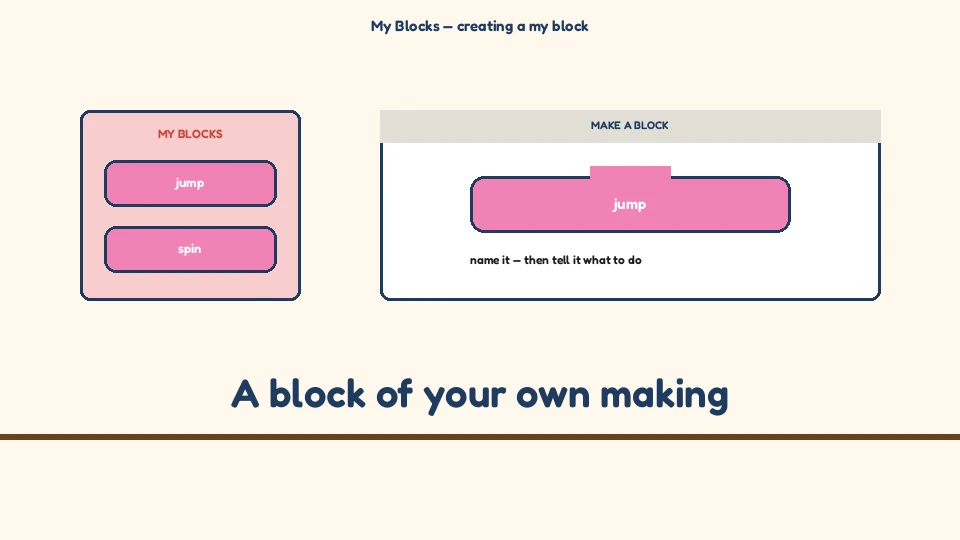 My Blocks – creating a my block
MY BLOCKS
jump
spin
MAKE A BLOCK
jump
name it – then tell it what to do
A block of your own making